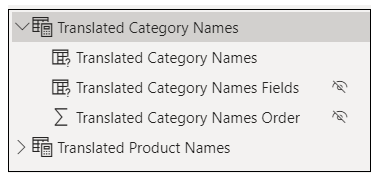 Translated Category Names
Translated Category Names
Translated Category Names Fields
Translated Category Names Order
Translated Product Names